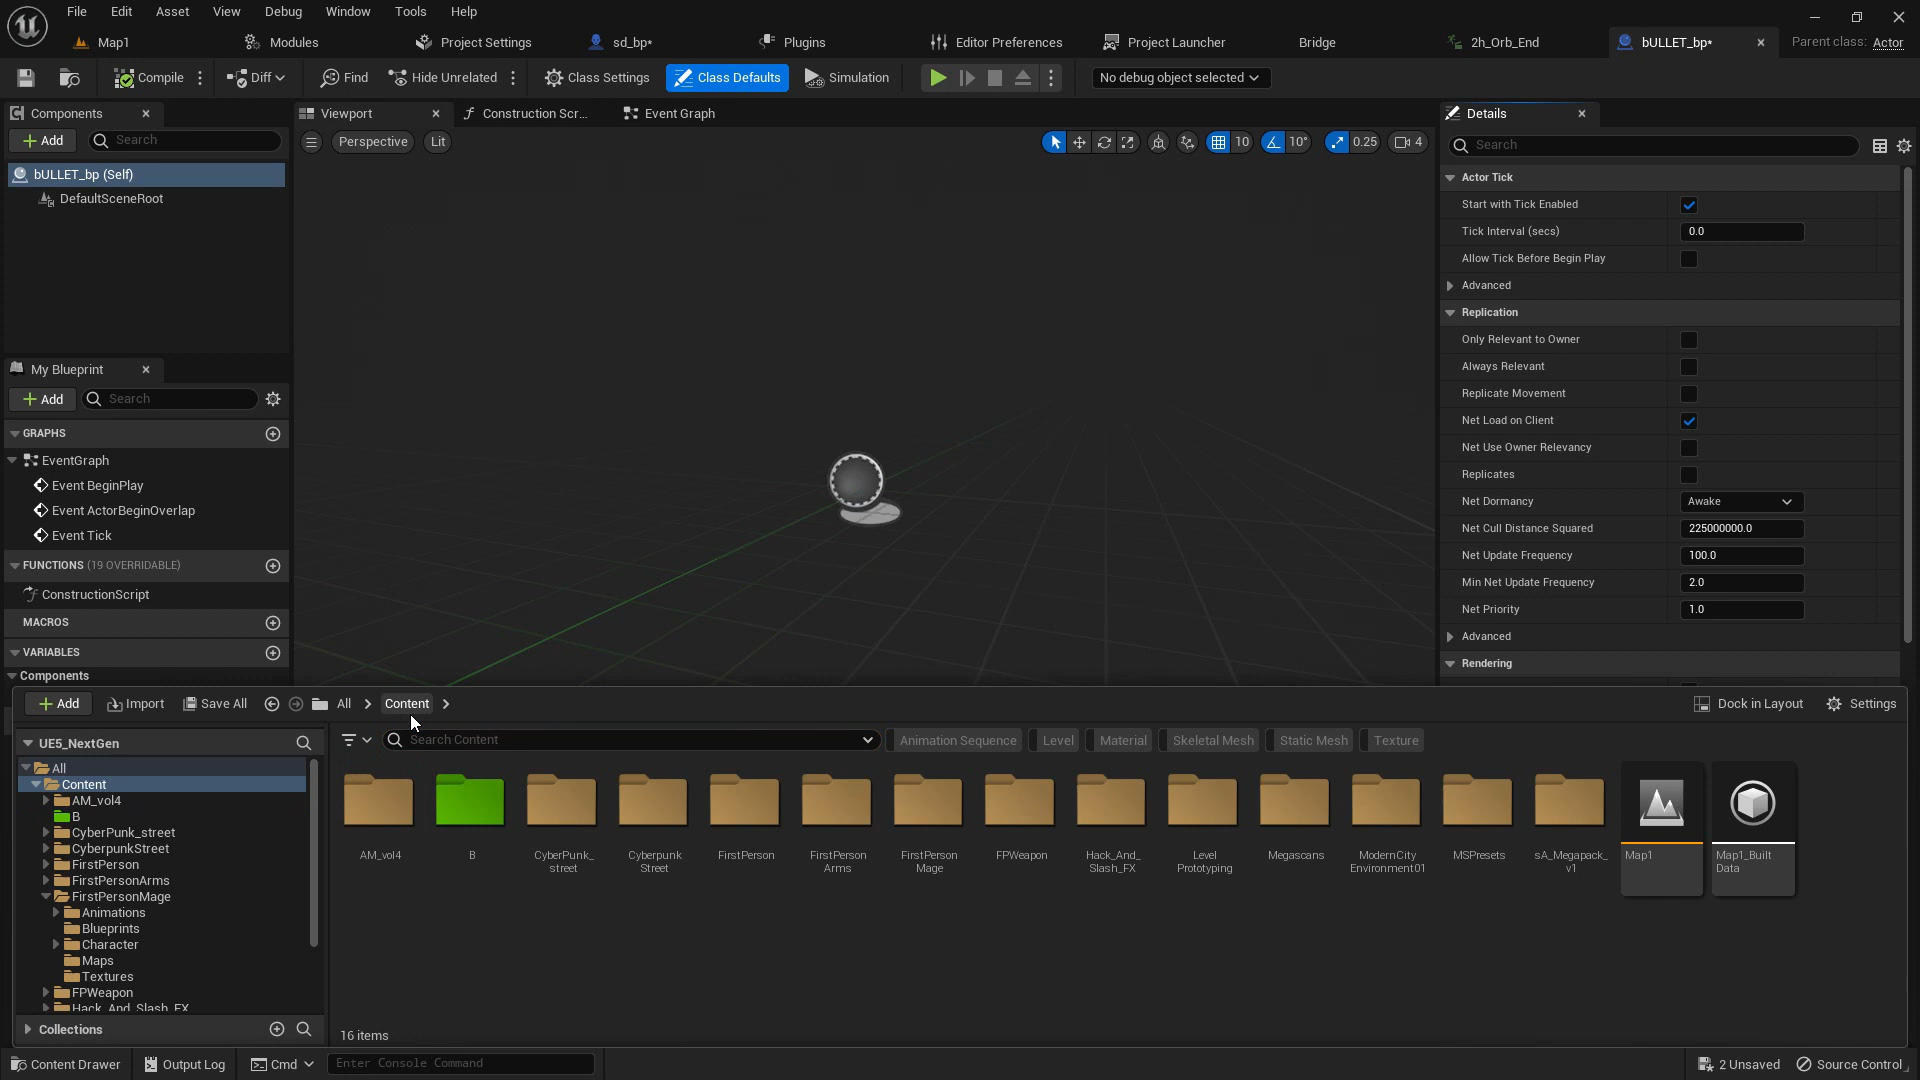 File Edit Asset View Debug Window Tools Help
Map1 Modules Project Settings sd_bp* Plugins Editor Preferences Project Launcher Bridge 2h_Orb_End bULLET_bp* Parent class: Actor
Compile Diff Find Hide Unrelated Class Settings Class Defaults Simulation No debug object selected
Components
Add Search
bULLET_bp (Self)
DefaultSceneRoot
My Blueprint
Add Search
GRAPHS
EventGraph
Event BeginPlay
Event ActorBeginOverlap
Event Tick
FUNCTIONS (19 OVERRIDABLE)
ConstructionScript
MACROS
VARIABLES
Components
Viewport Construction Scr... Event Graph
Perspective Lit 10 10° 0.25 4
Details
Search
Actor Tick
Start with Tick Enabled
Tick Interval (secs) 0.0
Allow Tick Before Begin Play
Advanced
Replication
Only Relevant to Owner
Always Relevant
Replicate Movement
Net Load on Client
Net Use Owner Relevancy
Replicates
Net Dormancy Awake
Net Cull Distance Squared 225000000.0
Net Update Frequency 100.0
Min Net Update Frequency 2.0
Net Priority 1.0
Advanced
Rendering
Add Import Save All All Content Dock in Layout Settings
UE5_NextGen
All
Content
AM_vol4
B
CyberPunk_street
CyberpunkStreet
FirstPerson
FirstPersonArms
FirstPersonMage
Animations
Blueprints
Character
Maps
Textures
FPWeapon
Hack_And_Slash_FX
Collections
Search Content Animation Sequence Level Material Skeletal Mesh Static Mesh Texture
AM_vol4
B
CyberPunk_
street
Cyberpunk
Street
FirstPerson
FirstPerson
Arms
FirstPerson
Mage
FPWeapon
Hack_And_
Slash_FX
Level
Prototyping
Megascans
ModernCity
Environment01
MSPresets
sA_Megapack_
v1
Map1
Map1_Built
Data
16 items
Content Drawer Output Log Cmd Enter Console Command 2 Unsaved Source Control